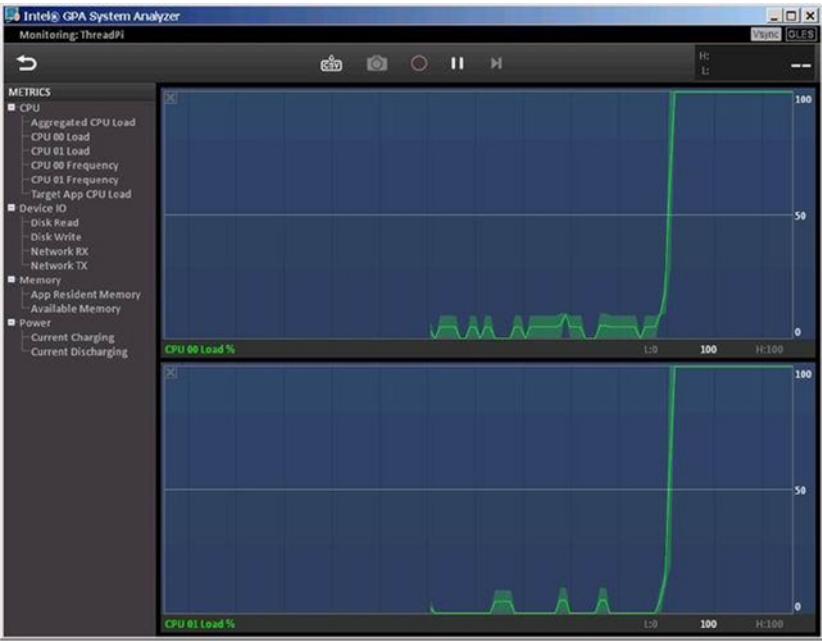 Intel® GPA System Analyzer
Monitoring: ThreadPi
Vsync GLES
CSV
H:
L:
--
METRICS
CPU
Aggregated CPU Load
CPU 00 Load
CPU 01 Load
CPU 00 Frequency
CPU 01 Frequency
Target App CPU Load
Device IO
Disk Read
Disk Write
Network RX
Network TX
Memory
App Resident Memory
Available Memory
Power
Current Charging
Current Discharging
100
50
0
CPU 00 Load % L:0 100 H:100
100
50
0
CPU 01 Load % L:0 100 H:100